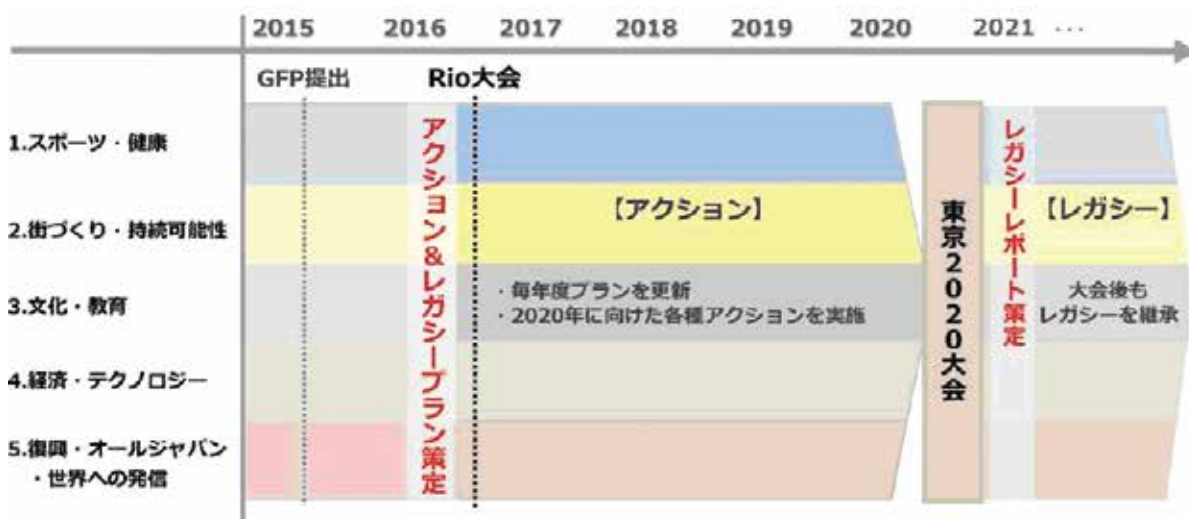 2015 2016 2017 2018 2019 2020 2021 …
GFP提出
Rio大会
1.スポーツ・健康
2.街づくり・持続可能性
3.文化・教育
4.経済・テクノロジー
5.復興・オールジャパン
・世界への発信
アクション&レガシープラン策定
【アクション】
・毎年度プランを更新
・2020年に向けた各種アクションを実施
東京2020大会
レガシーレポート策定
【レガシー】
大会後も
レガシーを継承